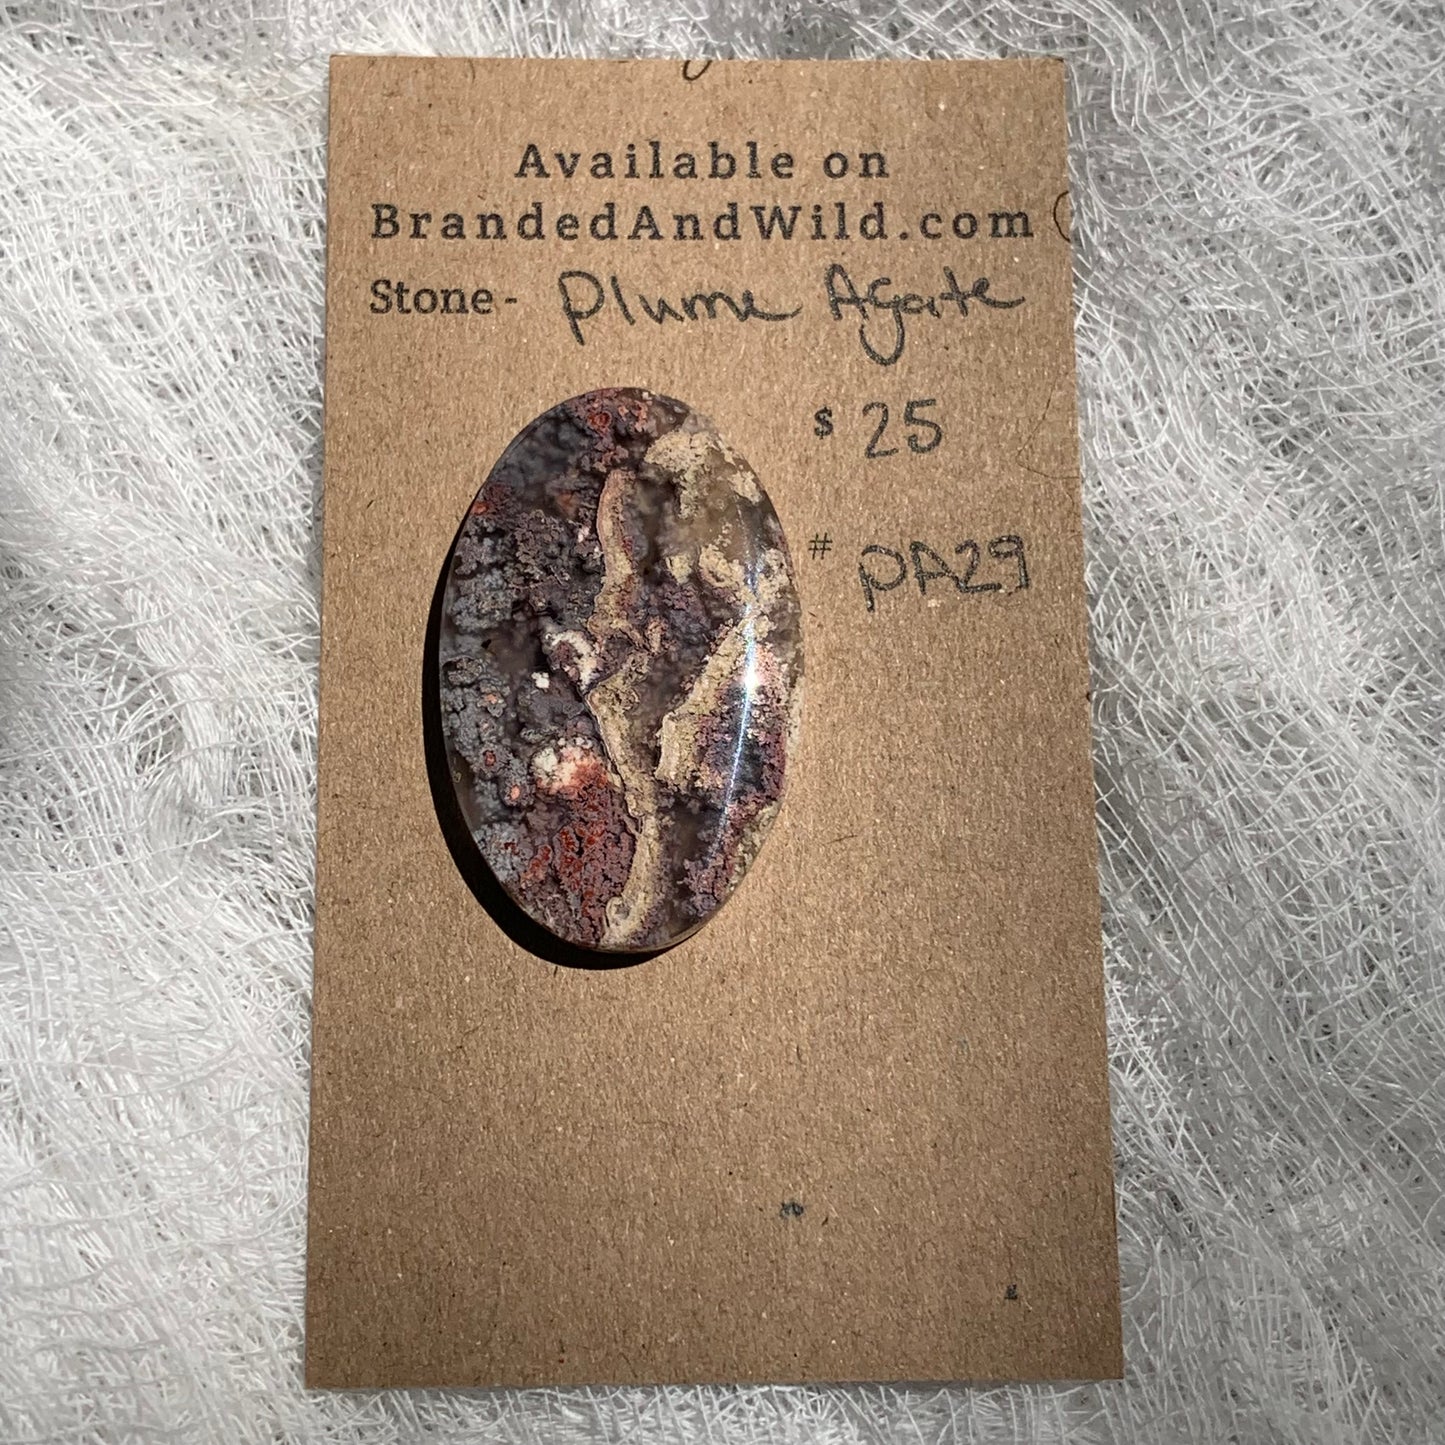 Available on
BrandedAndWild.com
Stone - Plume Agate
$ 25
# PA29